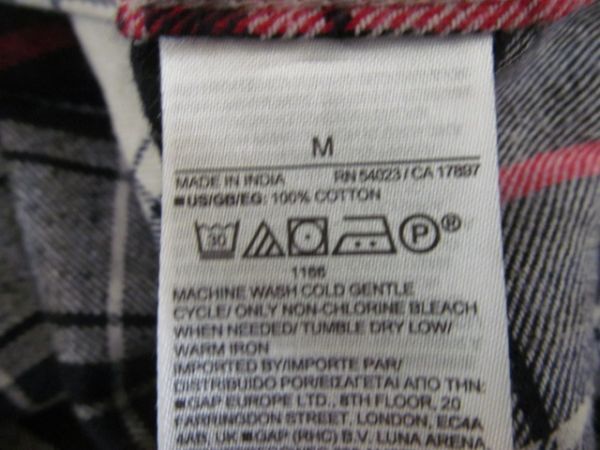 M
MADE IN INDIA RN 54023 / CA 17897
■US/GB/EG: 100% COTTON
30 P ®
1166
MACHINE WASH COLD GENTLE
CYCLE/ ONLY NON-CHLORINE BLEACH
WHEN NEEDED/ TUMBLE DRY LOW/
WARM IRON
IMPORTED BY/IMPORTE PAR/
DISTRIBUIDO POR/ΕΙΣΑΓΕΤΑΙ ΑΠΟ ΤΗΝ:
■GAP EUROPE LTD., 8TH FLOOR, 20
FARRINGDON STREET, LONDON, EC4A
4AB, UK ■GAP (RHC) B.V. LUNA ARENA